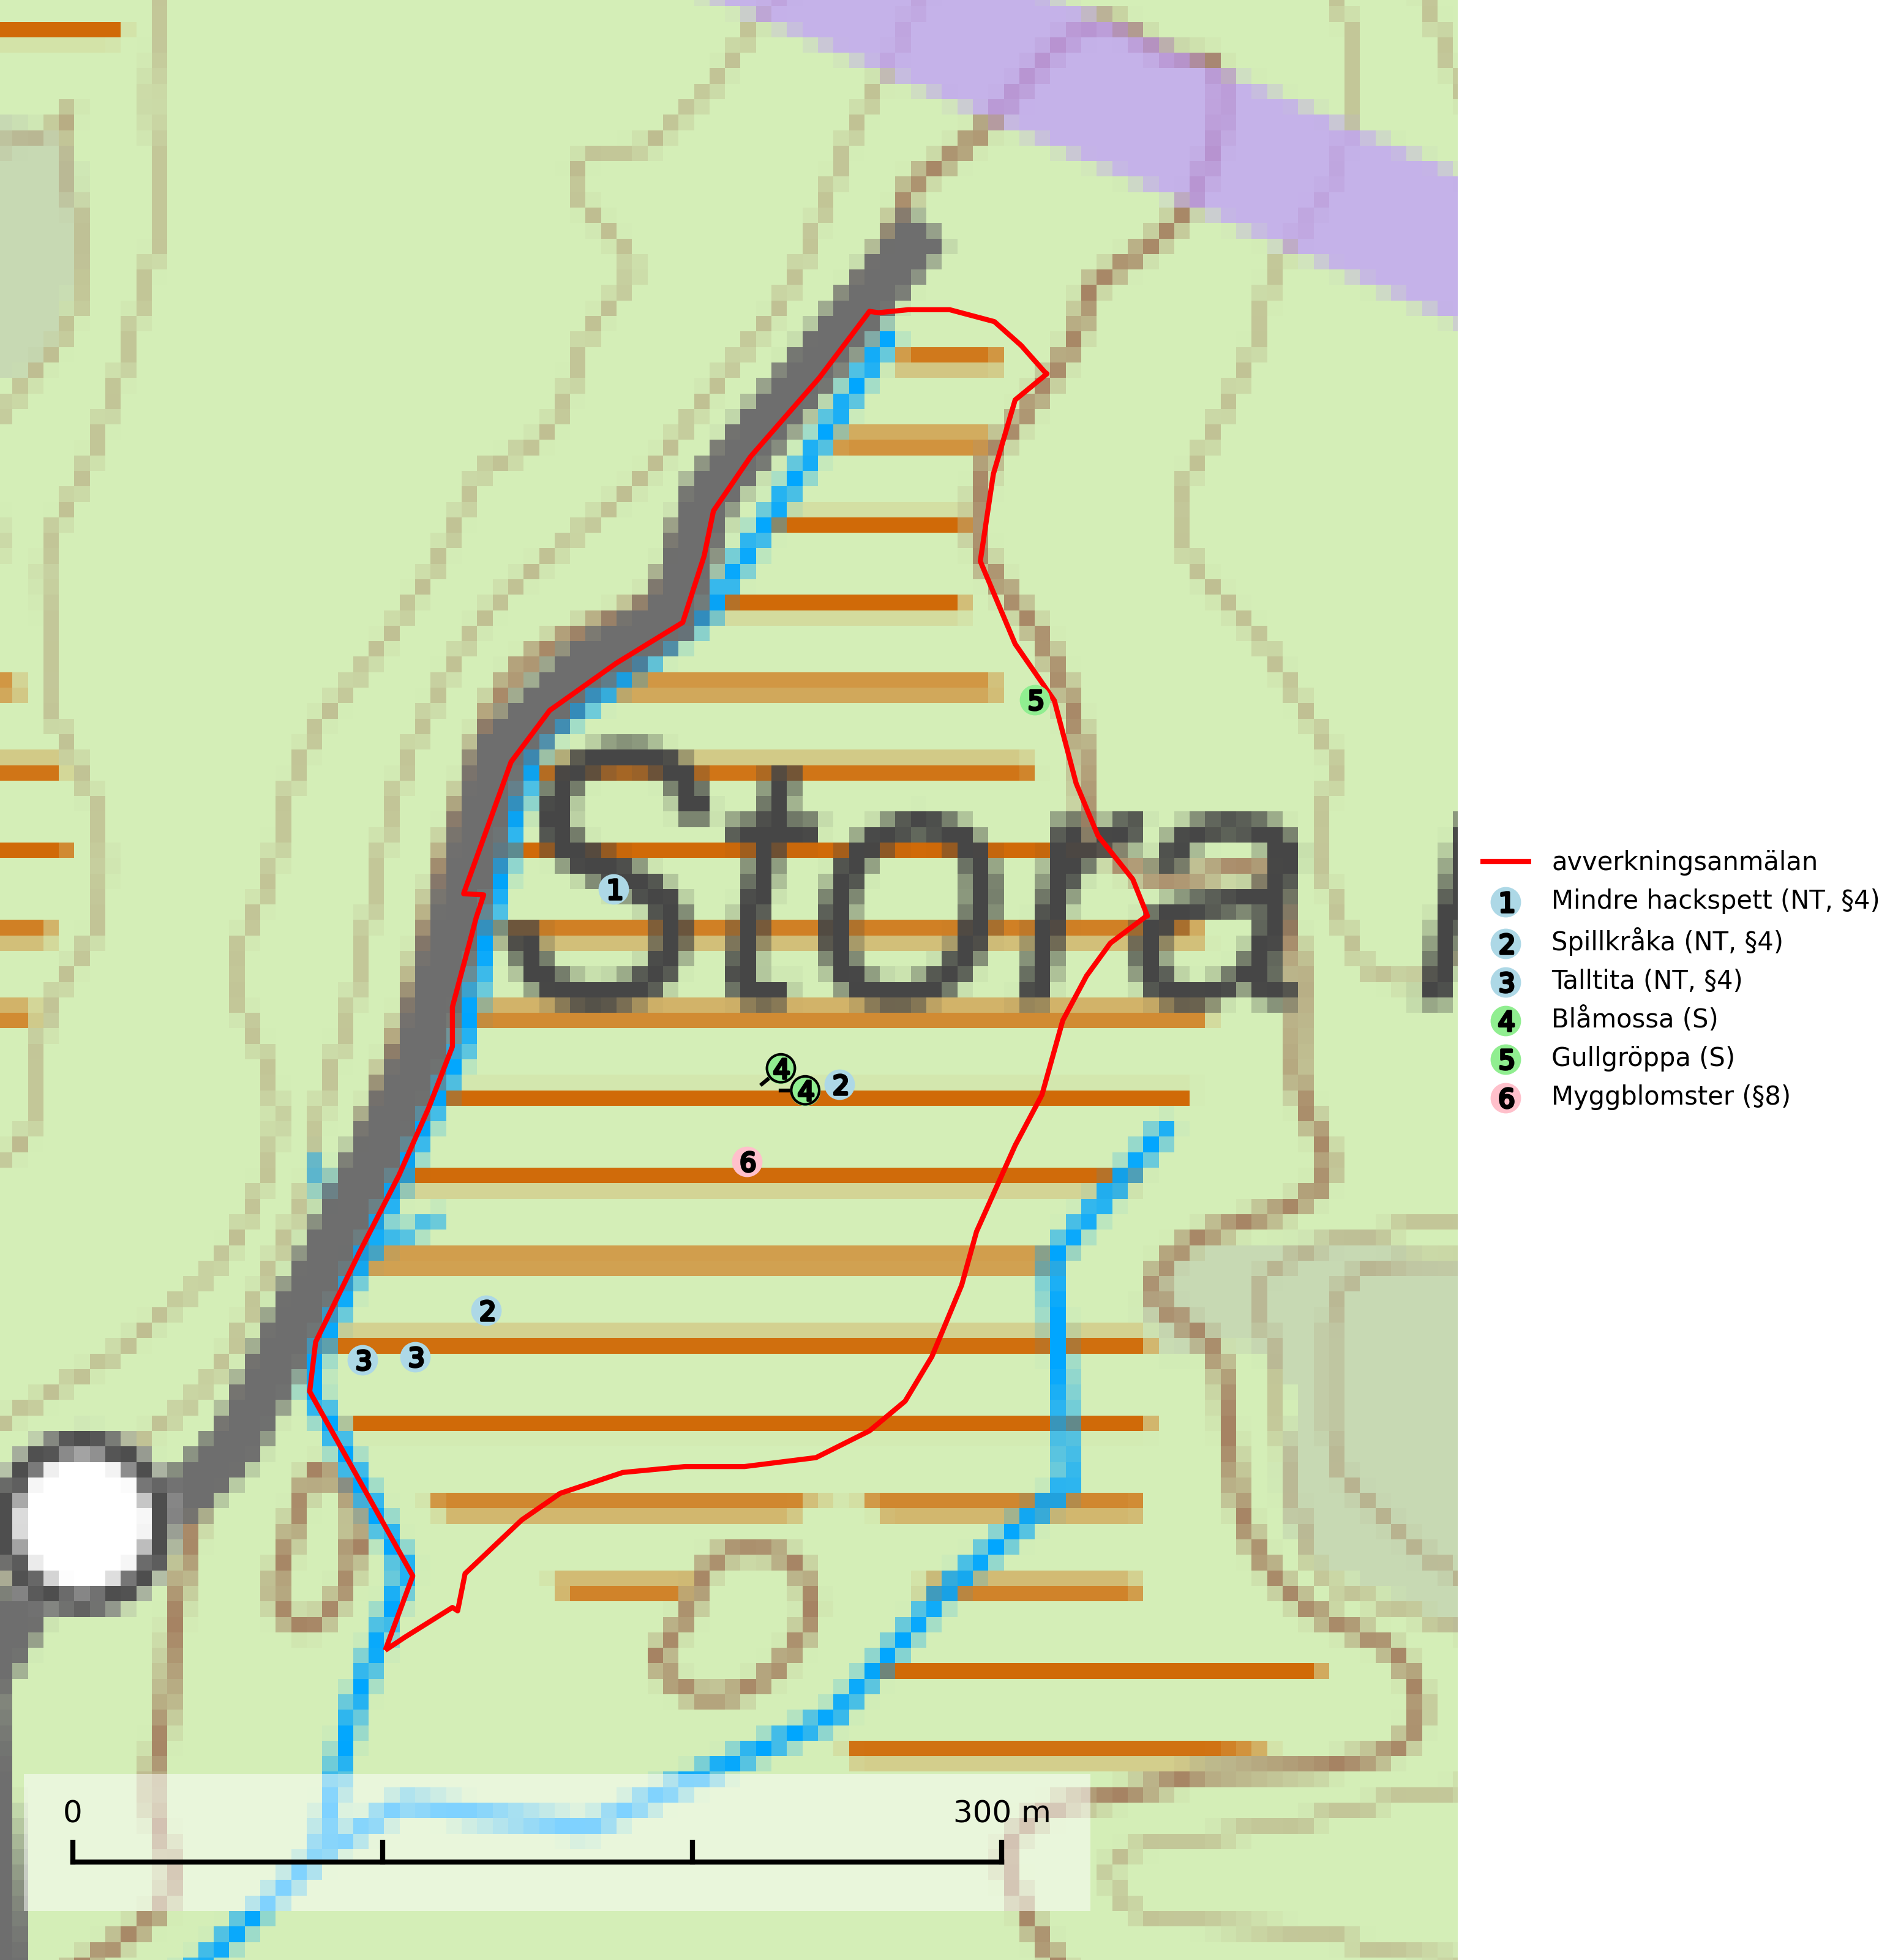 5
Stora
1
4
4 2
6
2
3 3
0 300 m
avverkningsanmälan
1 Mindre hackspett (NT, §4)
2 Spillkråka (NT, §4)
3 Talltita (NT, §4)
4 Blåmossa (S)
5 Gullgröppa (S)
6 Myggblomster (§8)